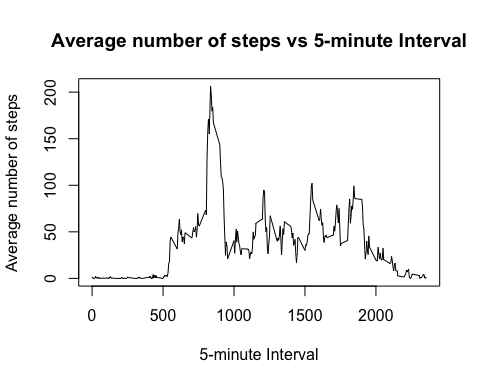 Average number of steps vs 5-minute Interval
Average number of steps
200
150
100
50
0
0 500 1000 1500 2000
5-minute Interval